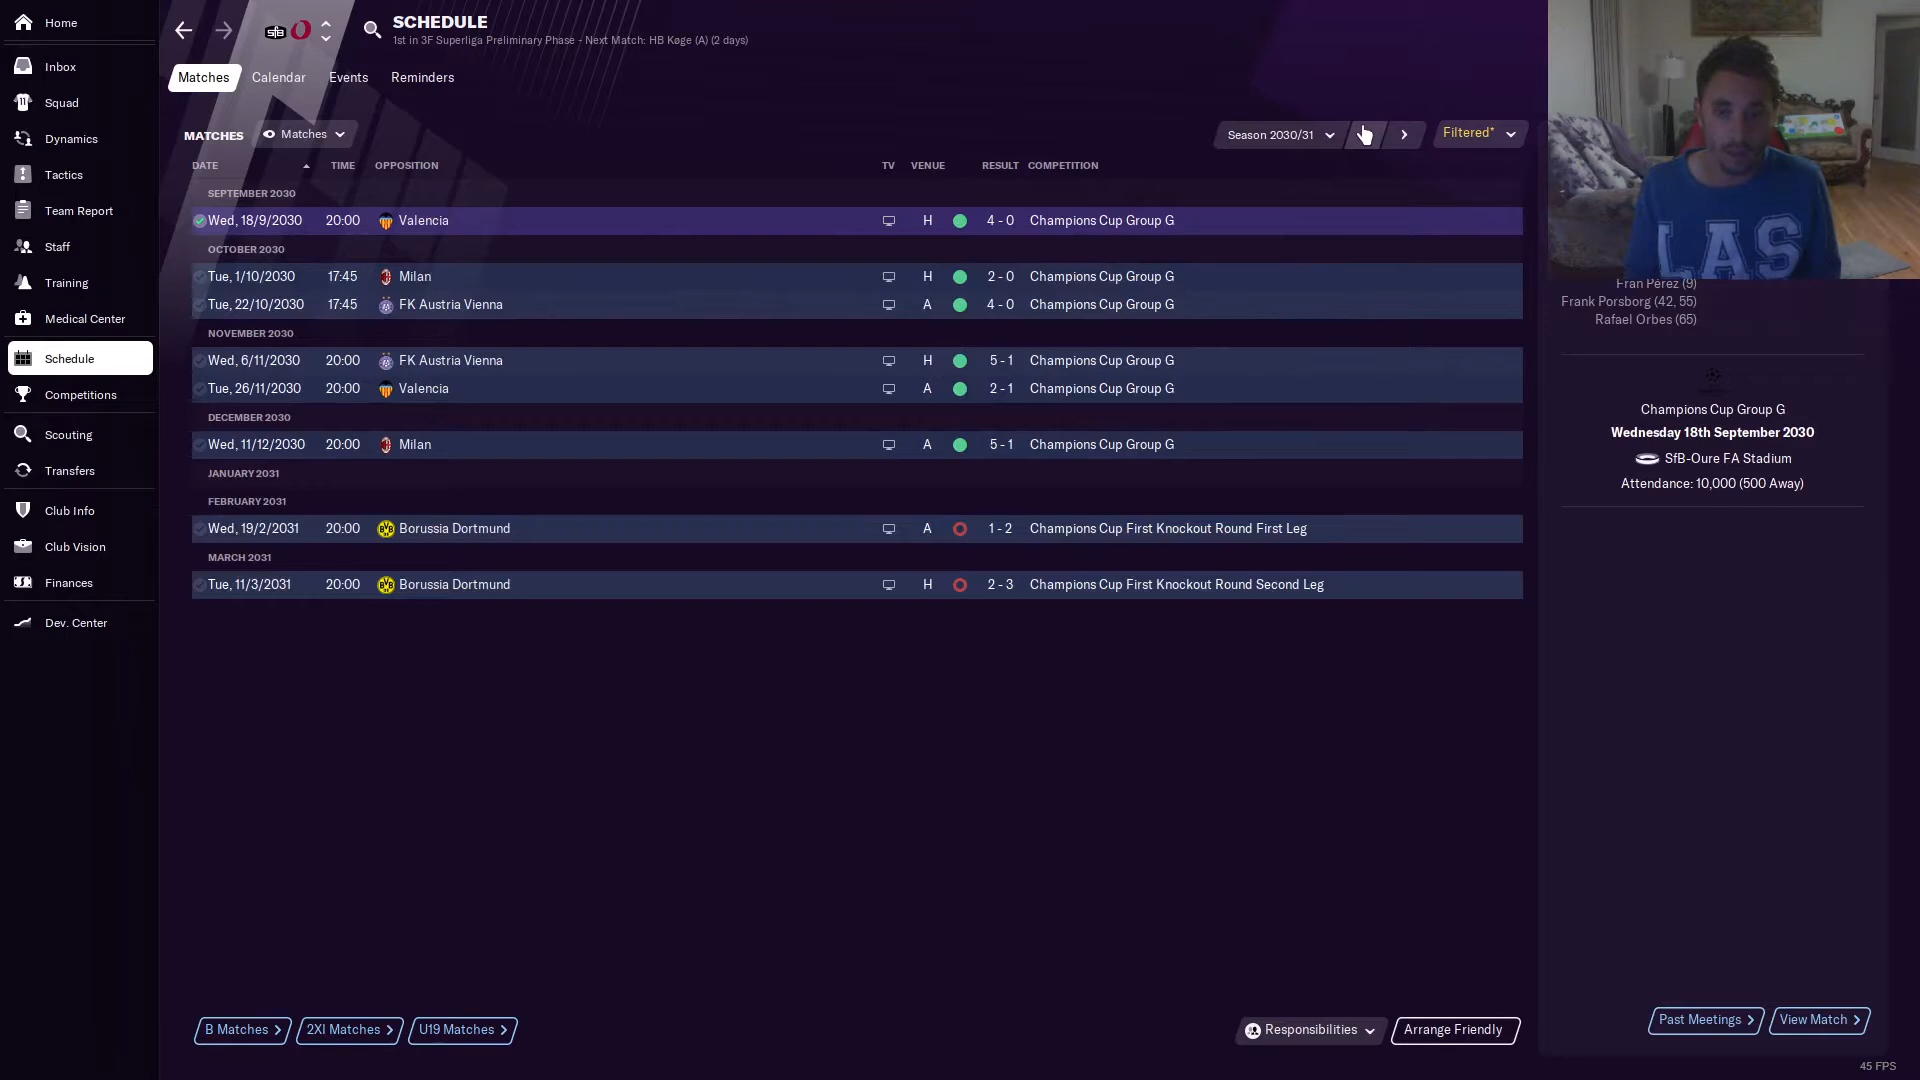 Home
Inbox
Squad
Dynamics
Tactics
Team Report
Staff
Training
Medical Center
Schedule
Competitions
Scouting
Transfers
Club Info
Club Vision
Finances
Dev. Center
SCHEDULE
1st in 3F Superliga Preliminary Phase - Next Match: HB Køge (A) (2 days)
Matches Calendar Events Reminders
MATCHES Matches Season 2030/31 Filtered*
DATE TIME OPPOSITION TV VENUE RESULT COMPETITION
SEPTEMBER 2030
Wed, 18/9/2030 20:00 Valencia H 4 - 0 Champions Cup Group G
OCTOBER 2030
Tue, 1/10/2030 17:45 Milan H 2 - 0 Champions Cup Group G
Tue, 22/10/2030 17:45 FK Austria Vienna A 4 - 0 Champions Cup Group G
NOVEMBER 2030
Wed, 6/11/2030 20:00 FK Austria Vienna H 5 - 1 Champions Cup Group G
Tue, 26/11/2030 20:00 Valencia A 2 - 1 Champions Cup Group G
DECEMBER 2030
Wed, 11/12/2030 20:00 Milan A 5 - 1 Champions Cup Group G
JANUARY 2031
FEBRUARY 2031
Wed, 19/2/2031 20:00 Borussia Dortmund A 1 - 2 Champions Cup First Knockout Round First Leg
MARCH 2031
Tue, 11/3/2031 20:00 Borussia Dortmund H 2 - 3 Champions Cup First Knockout Round Second Leg
LAS
Fran Pérez (9)
Frank Porsborg (42, 55)
Rafael Orbes (65)
Champions Cup Group G
Wednesday 18th September 2030
SfB-Oure FA Stadium
Attendance: 10,000 (500 Away)
B Matches 2XI Matches U19 Matches
Responsibilities Arrange Friendly
Past Meetings View Match
45 FPS